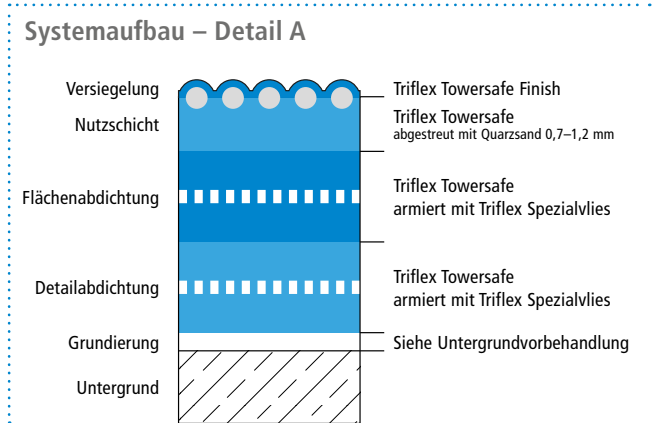 Systemaufbau – Detail A
Versiegelung
Triflex Towersafe Finish
Nutzschicht
Triflex Towersafe
abgestreut mit Quarzsand 0,7–1,2 mm
Flächenabdichtung
Triflex Towersafe
armiert mit Triflex Spezialvlies
Detailabdichtung
Triflex Towersafe
armiert mit Triflex Spezialvlies
Grundierung
Siehe Untergrundvorbehandlung
Untergrund